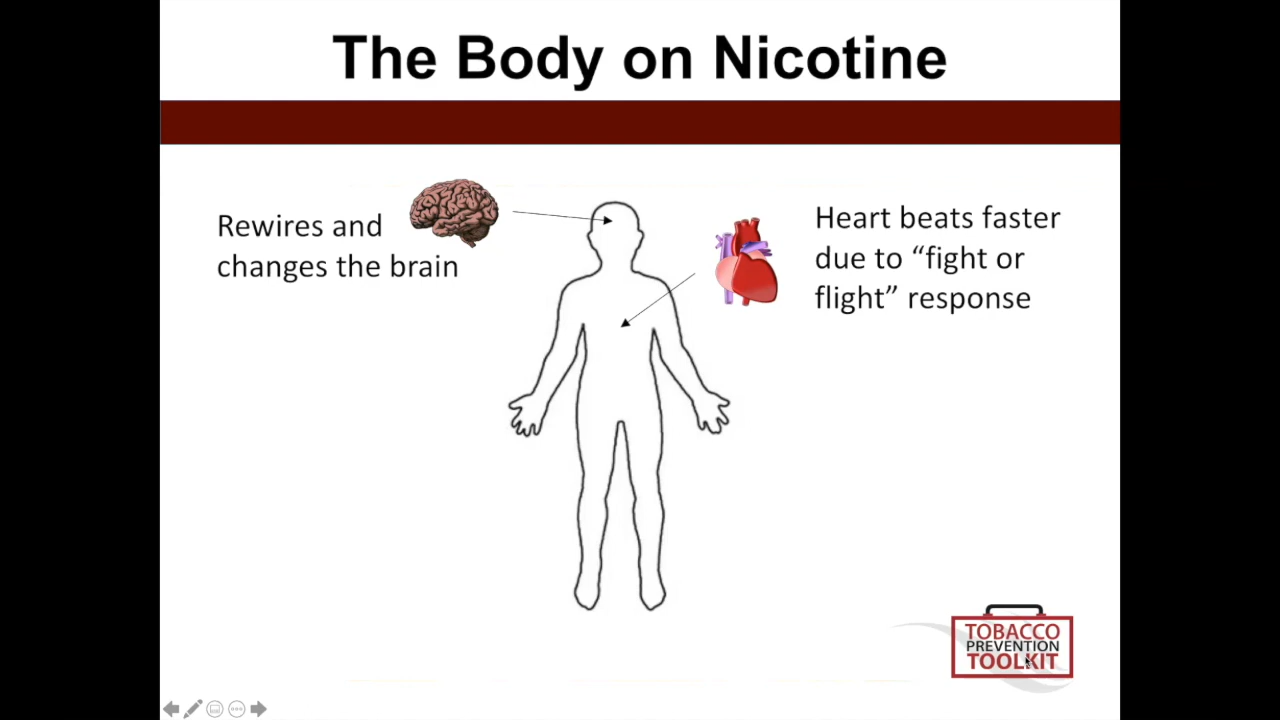 The Body on Nicotine
Rewires and
changes the brain
Heart beats faster
due to “fight or
flight” response
TOBACCO
PREVENTION
TOOLKIT